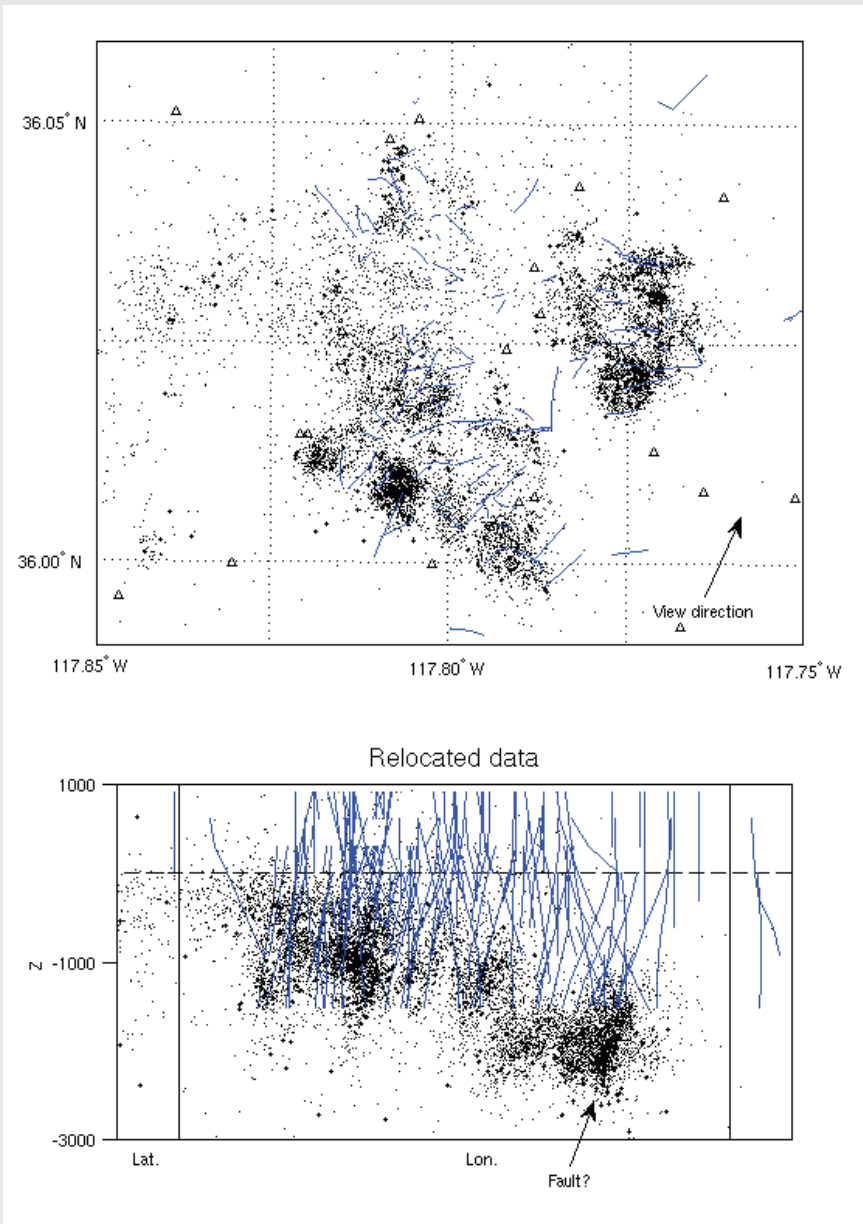 36.05° N
36.00° N
View direction
117.85° W
117.80° W
117.75° W
Relocated data
1000
Z
-1000
-3000
Lat.
Lon.
Fault?